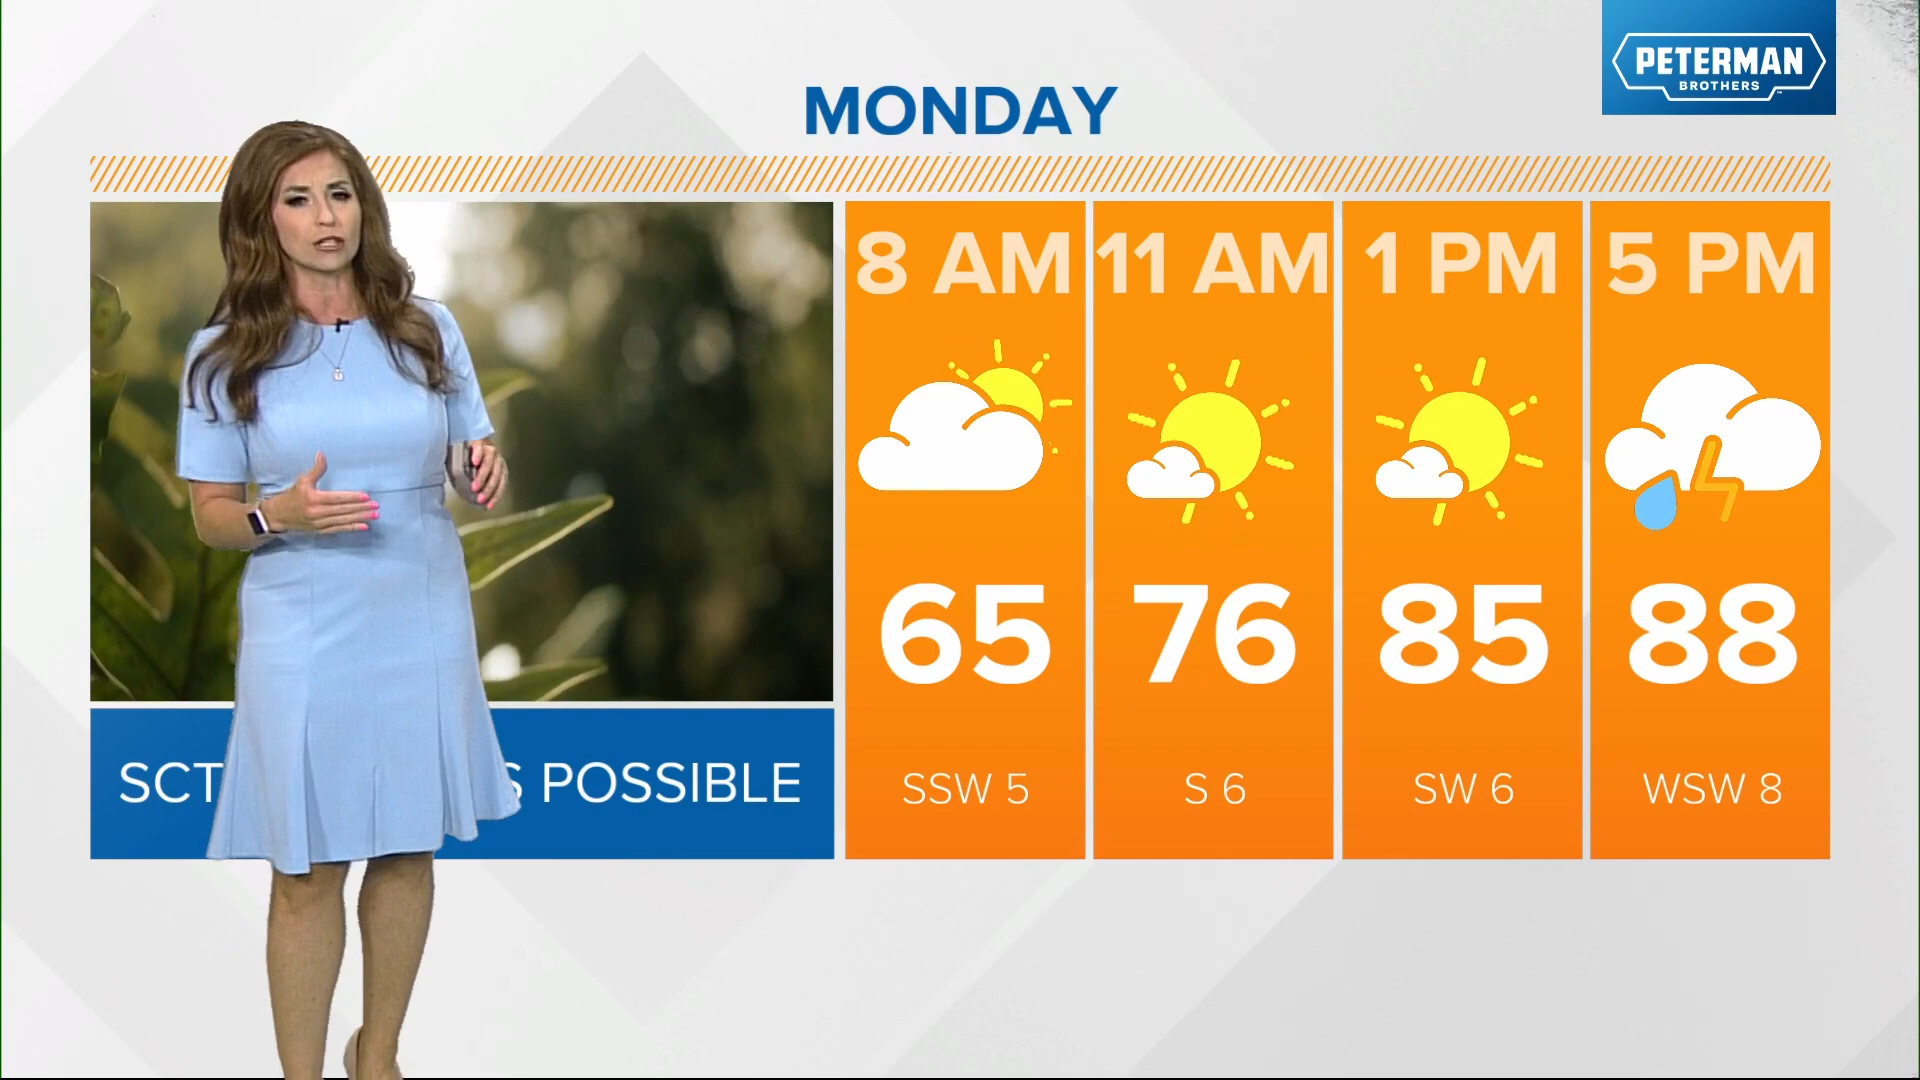 PETERMAN
BROTHERS
MONDAY
8 AM
11 AM
1 PM
5 PM
65
76
85
88
SSW 5
S 6
SW 6
WSW 8
SCT POSSIBLE